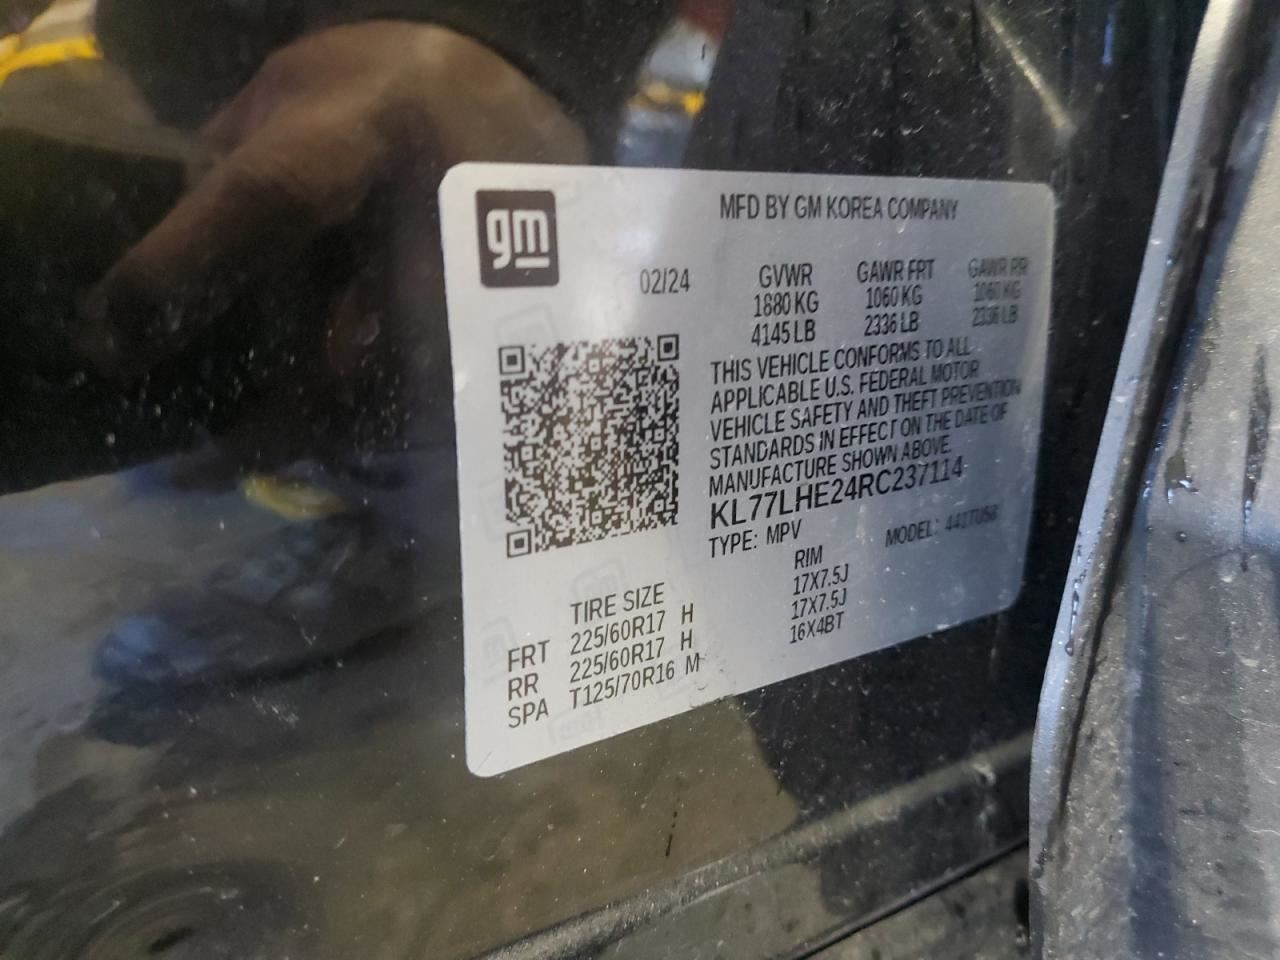 gm
MFD BY GM KOREA COMPANY
02/24 GVWR GAWR FRT GAWR RR
1880 KG 1060 KG 1060 KG
4145 LB 2336 LB 2336 LB
THIS VEHICLE CONFORMS TO ALL
APPLICABLE U.S. FEDERAL MOTOR
VEHICLE SAFETY AND THEFT PREVENTION
STANDARDS IN EFFECT ON THE DATE OF
MANUFACTURE SHOWN ABOVE
KL77LHE24RC237114
TYPE: MPV MODEL: 441TU58
TIRE SIZE RIM
FRT 225/60R17 H 17X7.5J
RR 225/60R17 H 17X7.5J
SPA T125/70R16 M 16X4BT